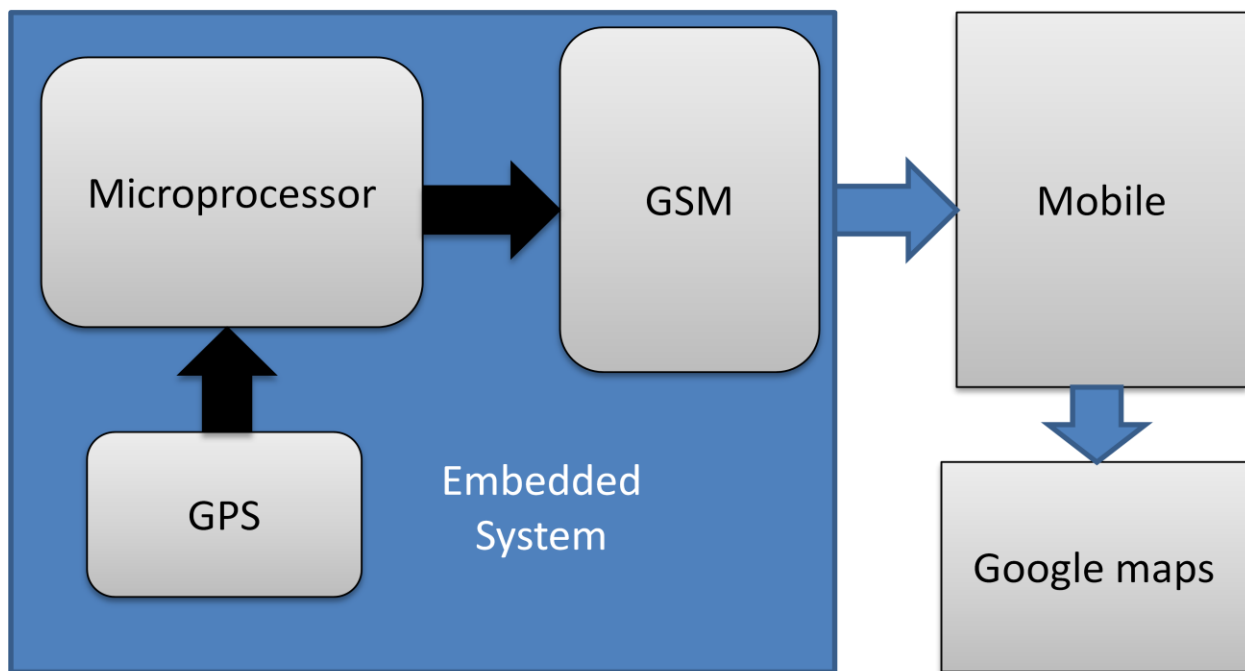 Microprocessor
GSM
Mobile
GPS
Embedded
System
Google maps